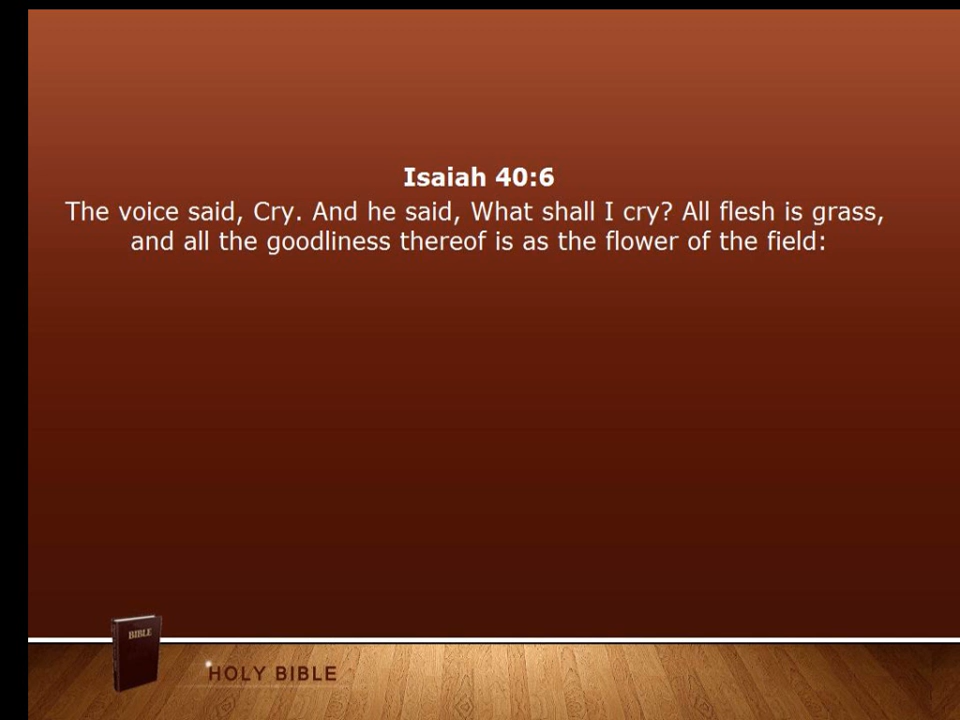 Isaiah 40:6
The voice said, Cry. And he said, What shall I cry? All flesh is grass,
and all the goodliness thereof is as the flower of the field:
BIBLE
HOLY BIBLE